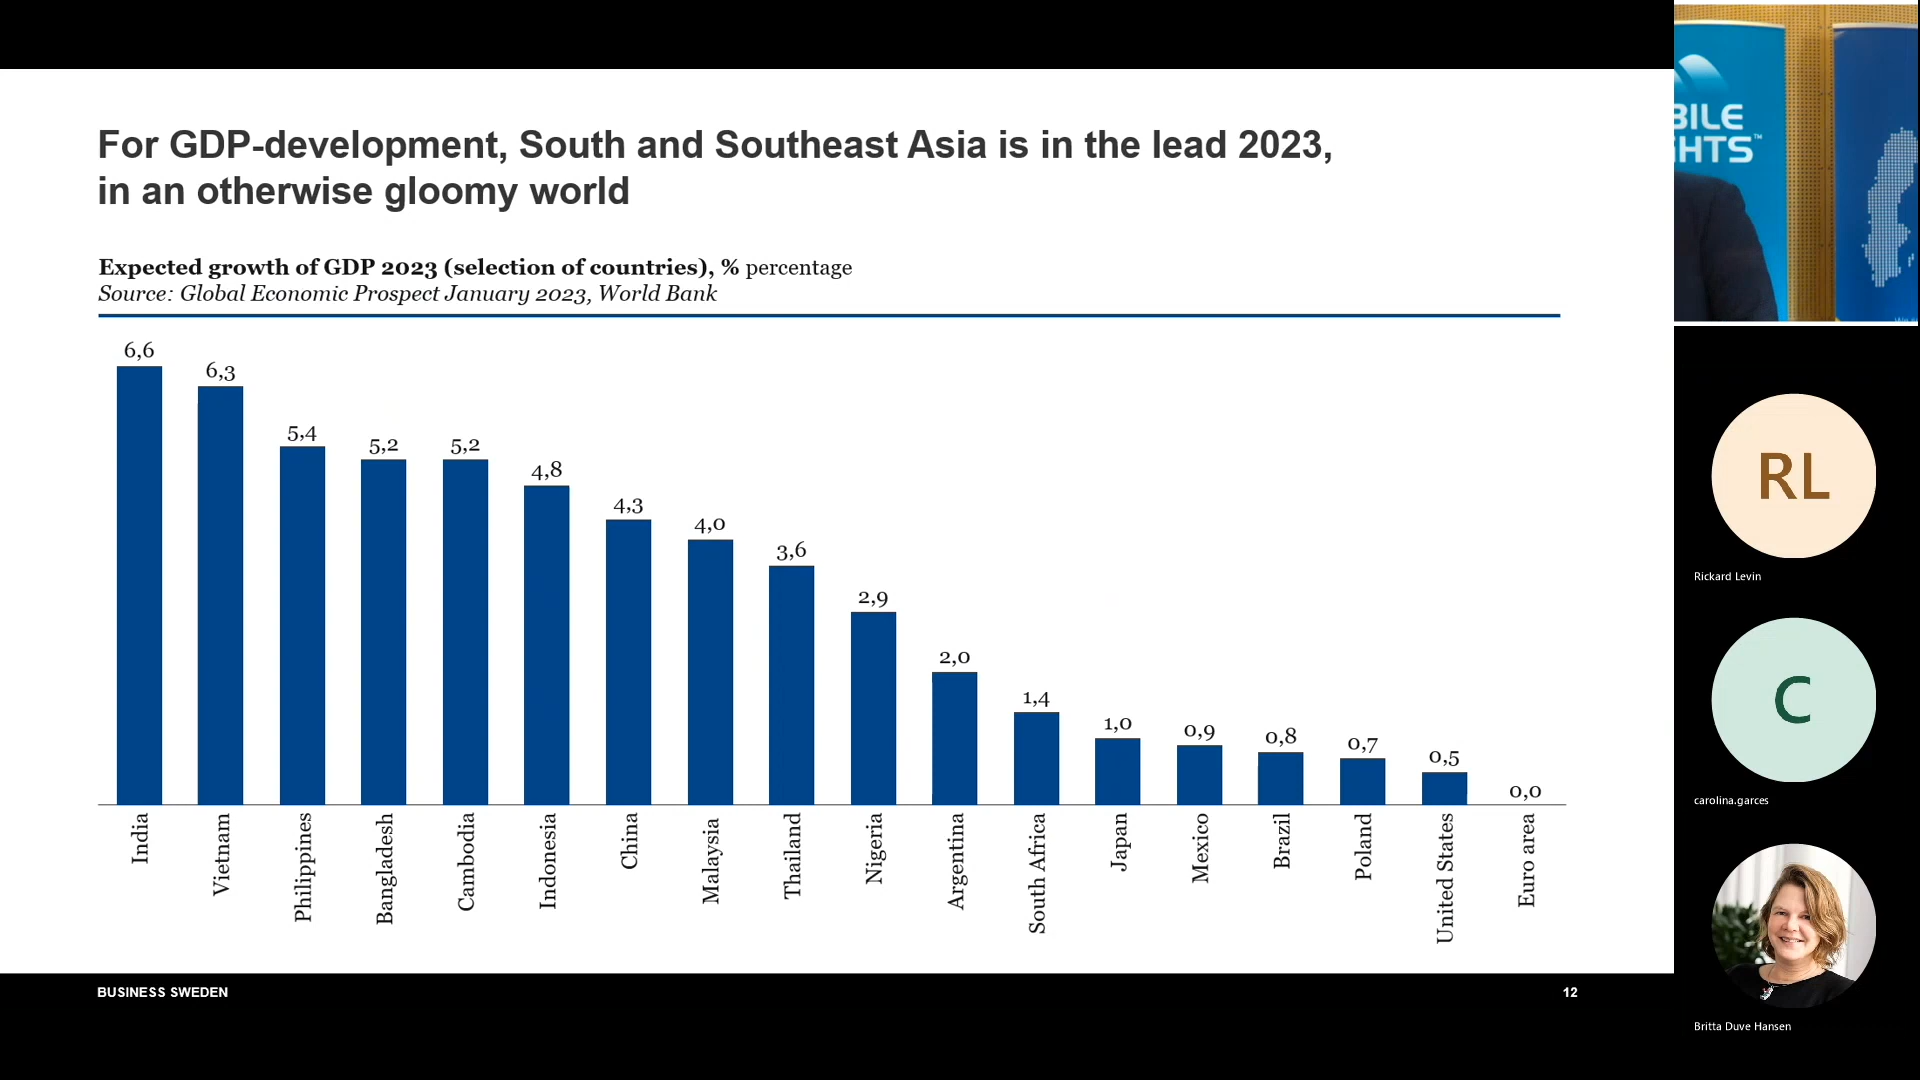 For GDP-development, South and Southeast Asia is in the lead 2023,
in an otherwise gloomy world
Expected growth of GDP 2023 (selection of countries), % percentage
Source: Global Economic Prospect January 2023, World Bank
6,6
6,3
5,4
5,2
5,2
4,8
4,3
4,0
3,6
2,9
2,0
1,4
1,0
0,9
0,8
0,7
0,5
0,0
India
Vietnam
Philippines
Bangladesh
Cambodia
Indonesia
China
Malaysia
Thailand
Nigeria
Argentina
South Africa
Japan
Mexico
Brazil
Poland
United States
Euro area
BUSINESS SWEDEN
12
BILE
GHTS™
RL
Rickard Levin
C
carolina.garces
Britta Duve Hansen